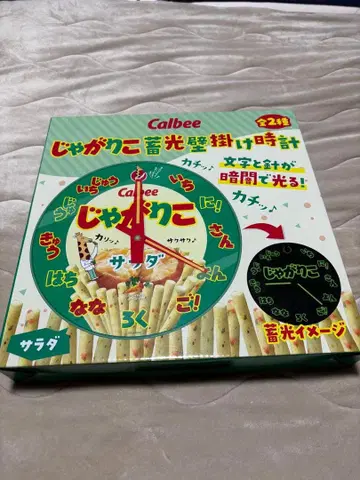 Calbee
全2種
じゃがりこ蓄光壁掛け時計
カチッ♪
文字と針が
暗闇で光る!
カチッ♪
じゅうに
じゅういち
いち
に!
さん
よん
ご!
ろく
なな
はち
きゅう
じゅう
Calbee
じゃがりこ
カリッ♪
サクサク♪
サラダ
じゃがりこ
蓄光イメージ
サラダ